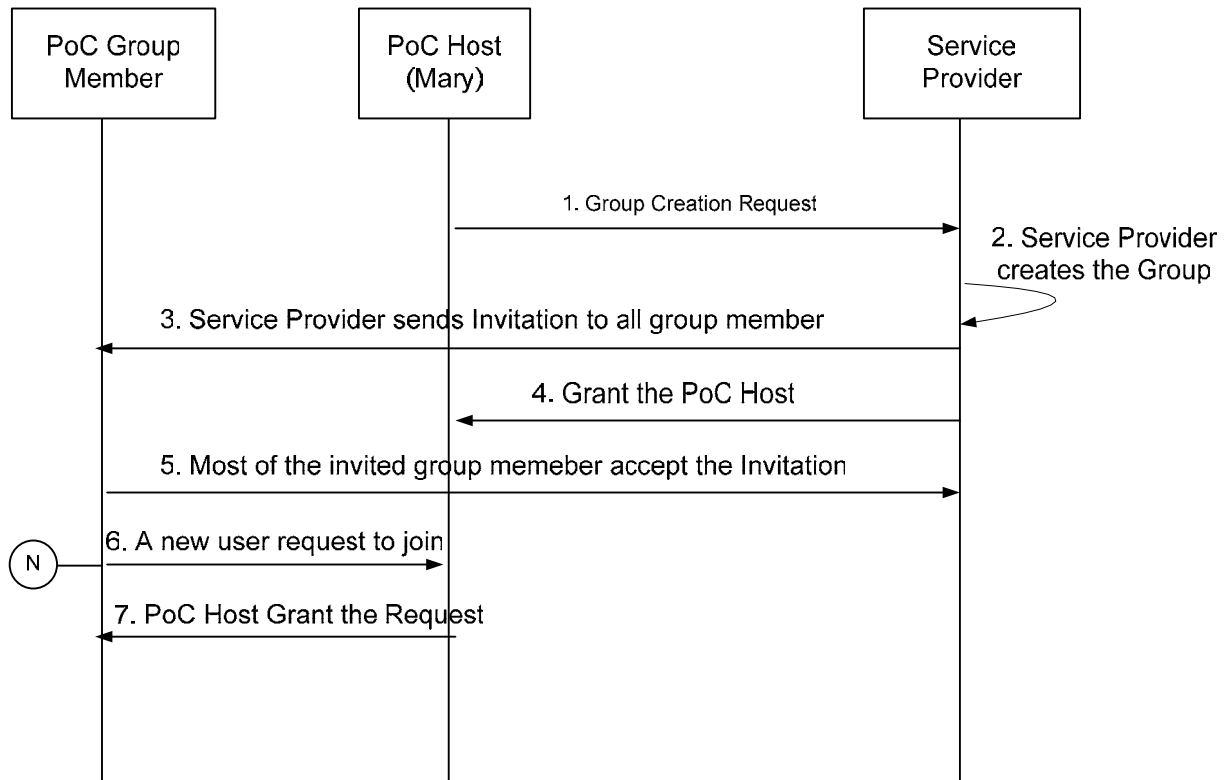 PoC Group
Member
PoC Host
(Mary)
Service
Provider
1. Group Creation Request
2. Service Provider
creates the Group
3. Service Provider sends Invitation to all group member
4. Grant the PoC Host
5. Most of the invited group memeber accept the Invitation
6. A new user request to join
N
7. PoC Host Grant the Request